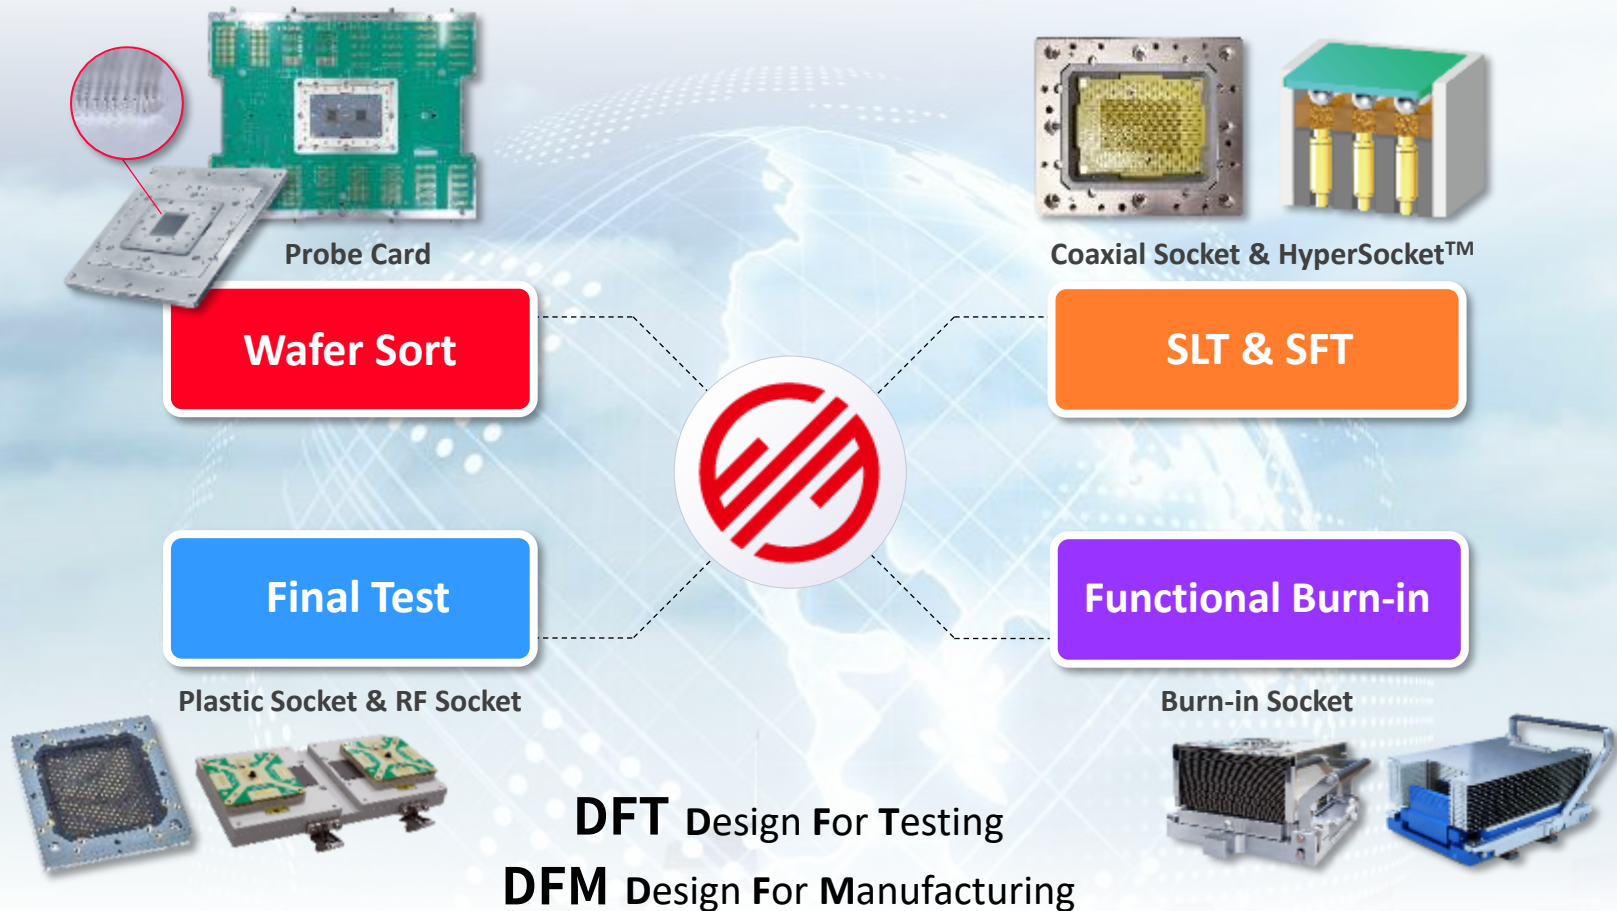 Probe Card
Coaxial Socket & HyperSocket™
Wafer Sort
SLT & SFT
Final Test
Functional Burn-in
Plastic Socket & RF Socket
Burn-in Socket
DFT Design For Testing
DFM Design For Manufacturing